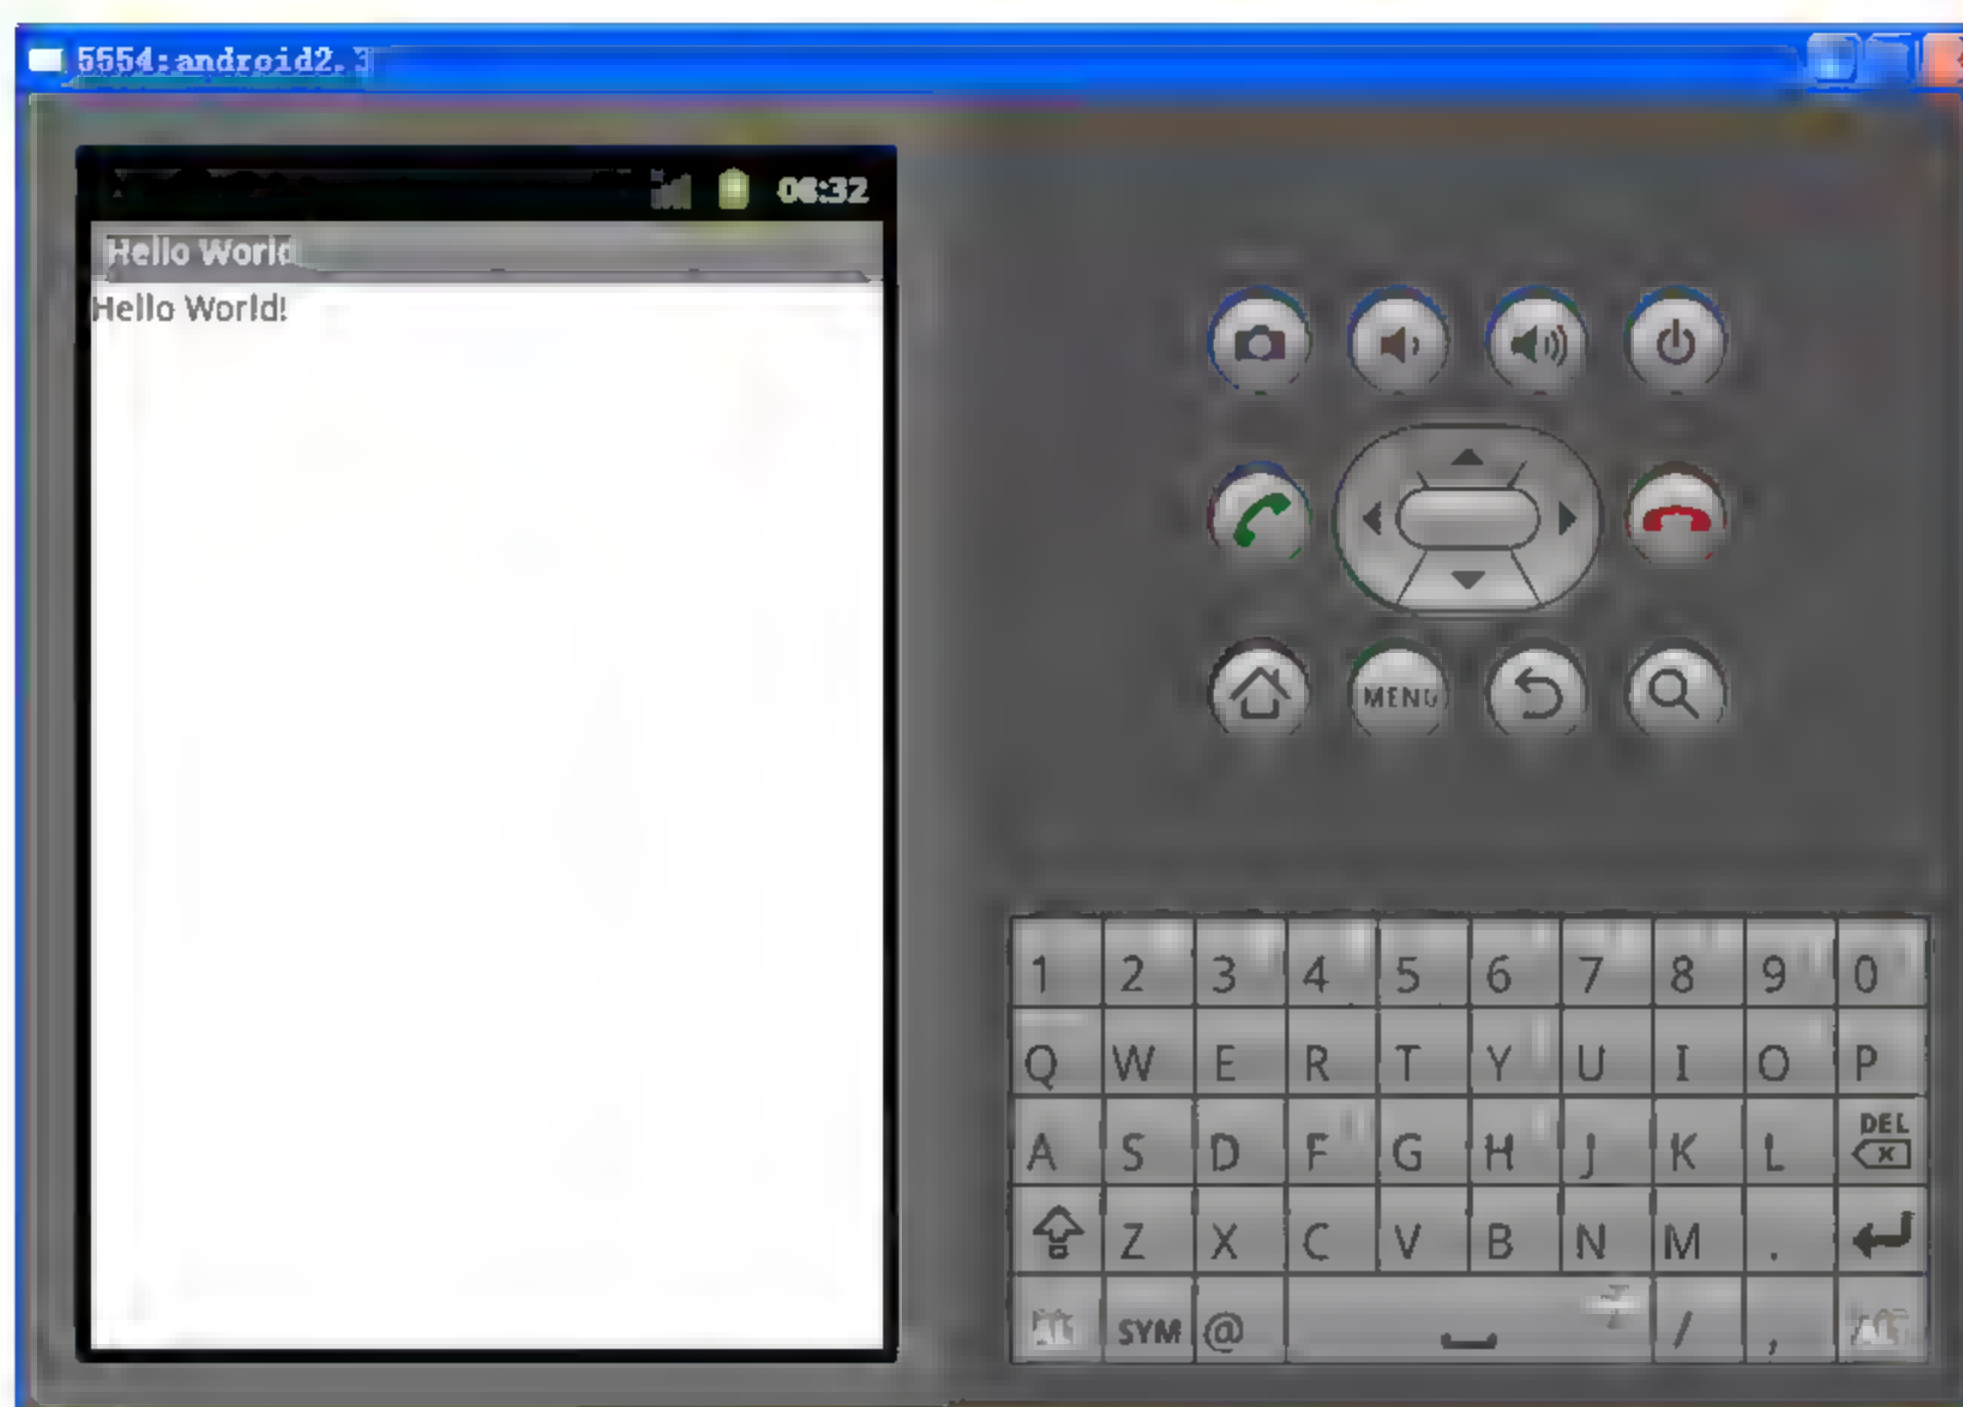 5554:android2.3
06:32
Hello World
Hello World!
MENU
1 2 3 4 5 6 7 8 9 0
Q W E R T Y U I O P
A S D F G H J K L DEL
Z X C V B N M .
SYM @ / ,